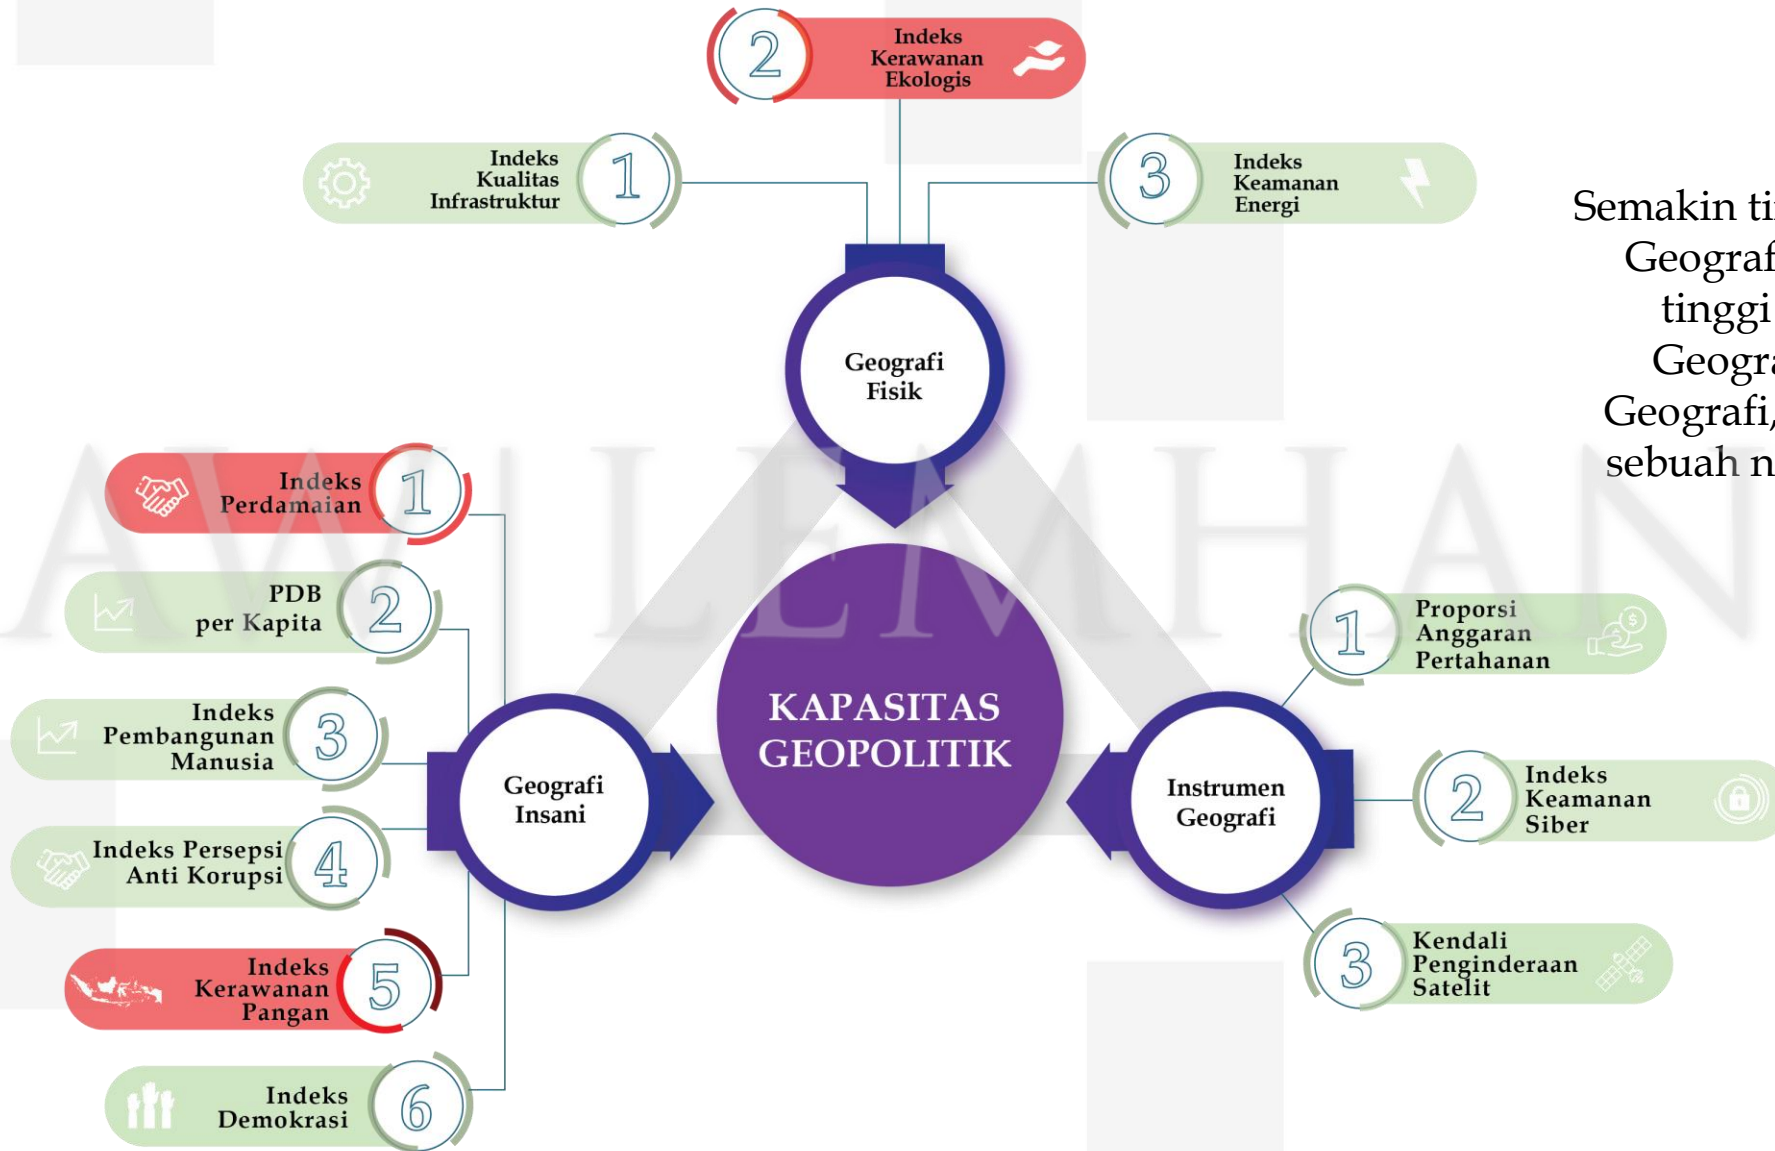 2
Indeks
Kerawanan
Ekologis
Indeks
Kualitas
Infrastruktur
1
3
Indeks
Keamanan
Energi
Semakin
Geografi
tinggi
Geografi,
sebuah
Geografi
Fisik
Indeks
Perdamaian
1
PDB
per Kapita
2
Indeks
Pembangunan
Manusia
3
Indeks Persepsi
Anti Korupsi
4
Indeks
Kerawanan
Pangan
5
Indeks
Demokrasi
6
Geografi
Insani
KAPASITAS
GEOPOLITIK
Instrumen
Geografi
1
Proporsi
Anggaran
Pertahanan
2
Indeks
Keamanan
Siber
3
Kendali
Penginderaan
Satelit
LEMHAN